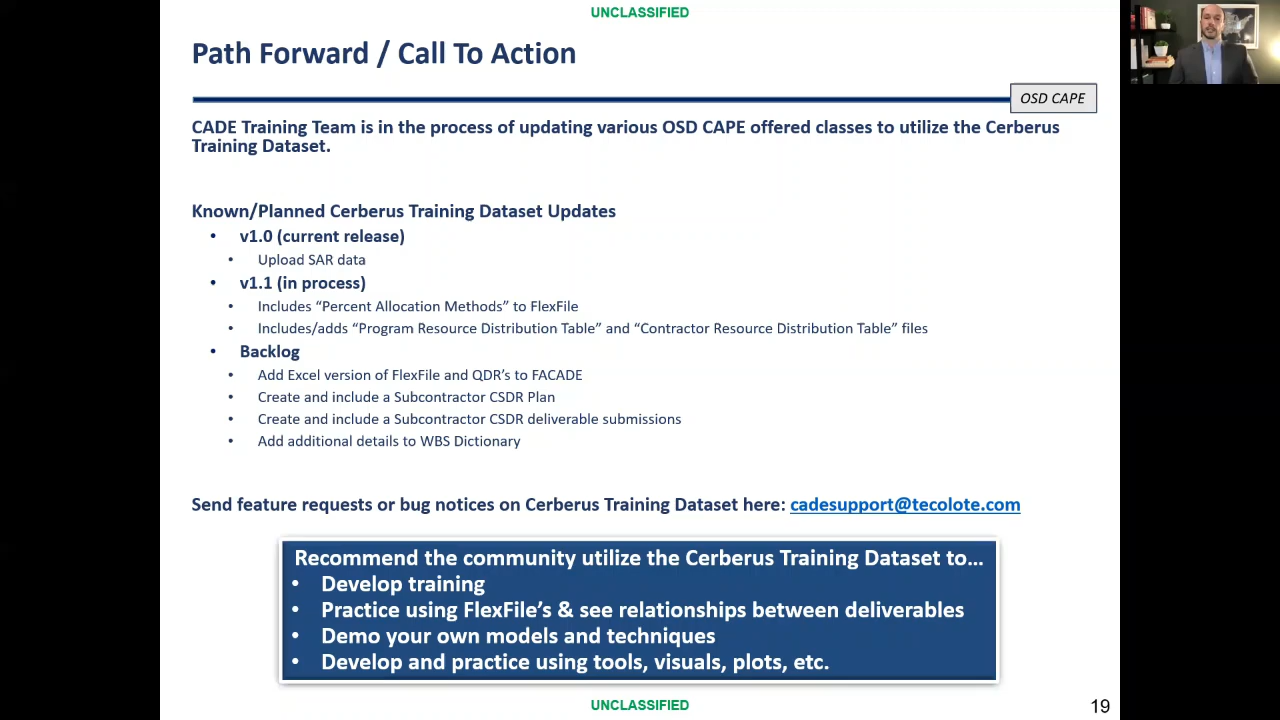 UNCLASSIFIED
Path Forward / Call To Action
OSD CAPE
CADE Training Team is in the process of updating various OSD CAPE offered classes to utilize the Cerberus
Training Dataset.
Known/Planned Cerberus Training Dataset Updates
• v1.0 (current release)
• Upload SAR data
• v1.1 (in process)
• Includes “Percent Allocation Methods” to FlexFile
• Includes/adds “Program Resource Distribution Table” and “Contractor Resource Distribution Table” files
• Backlog
• Add Excel version of FlexFile and QDR’s to FACADE
• Create and include a Subcontractor CSDR Plan
• Create and include a Subcontractor CSDR deliverable submissions
• Add additional details to WBS Dictionary
Send feature requests or bug notices on Cerberus Training Dataset here: cadesupport@tecolote.com
Recommend the community utilize the Cerberus Training Dataset to…
• Develop training
• Practice using FlexFile’s & see relationships between deliverables
• Demo your own models and techniques
• Develop and practice using tools, visuals, plots, etc.
UNCLASSIFIED
19